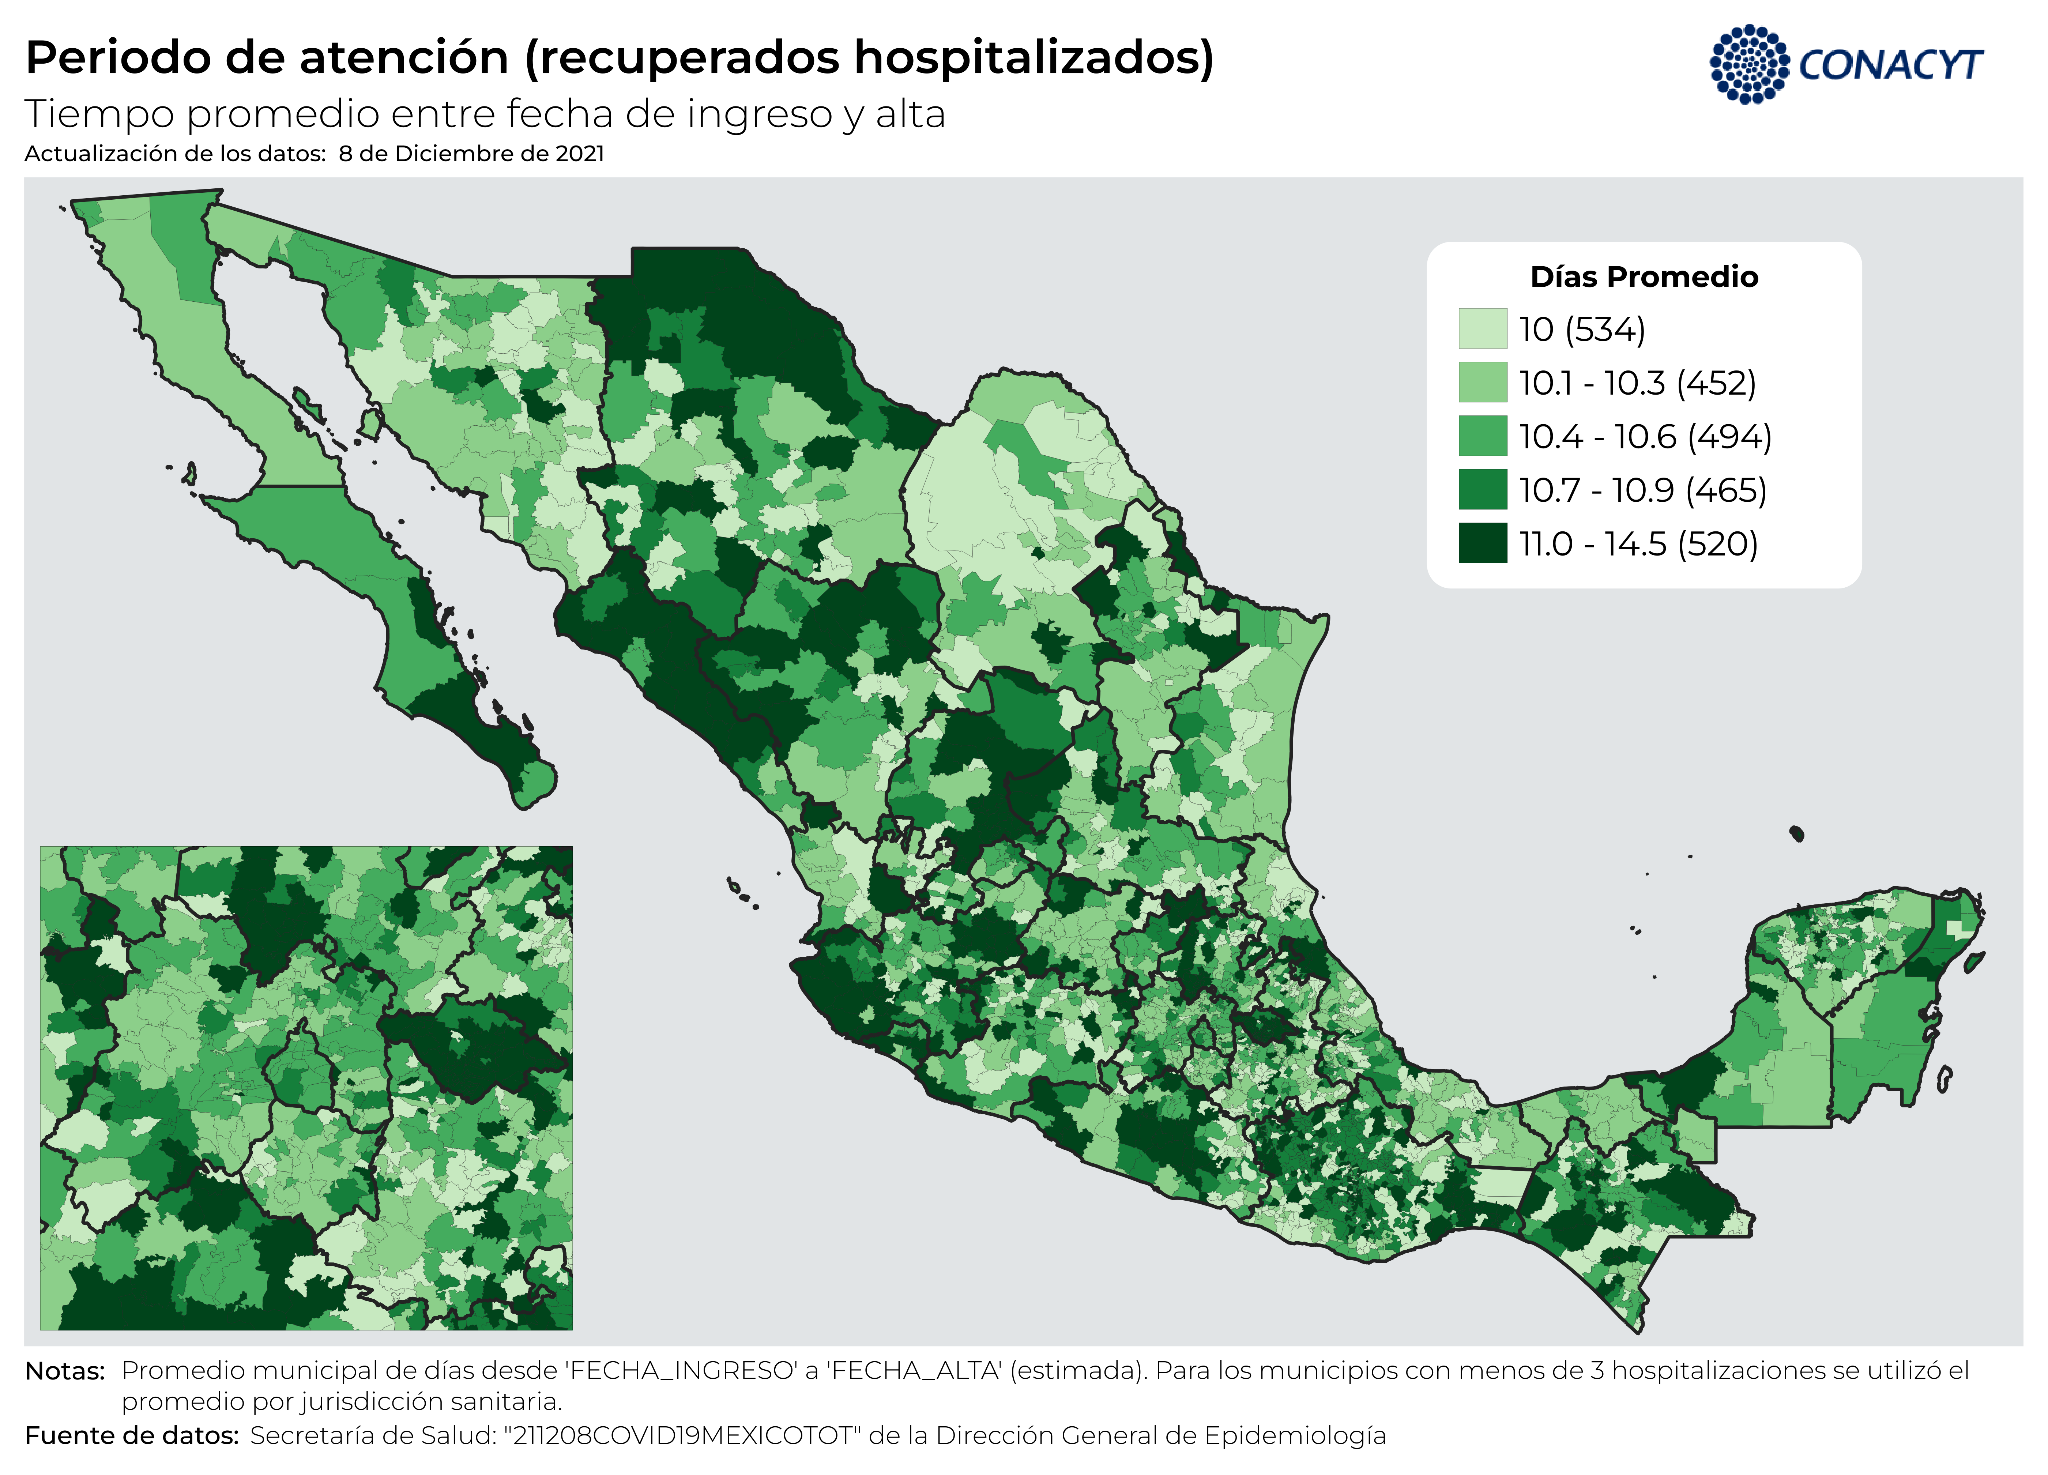 Periodo de atención (recuperados hospitalizados)
Tiempo promedio entre fecha de ingreso y alta
Actualización de los datos: 8 de Diciembre de 2021
CONACYT
Días Promedio
10 (534)
10.1 - 10.3 (452)
10.4 - 10.6 (494)
10.7 - 10.9 (465)
11.0 - 14.5 (520)
Notas: Promedio municipal de días desde 'FECHA_INGRESO' a 'FECHA_ALTA' (estimada). Para los municipios con menos de 3 hospitalizaciones se utilizó el
promedio por jurisdicción sanitaria.
Fuente de datos: Secretaría de Salud: "211208COVID19MEXICOTOT" de la Dirección General de Epidemiología